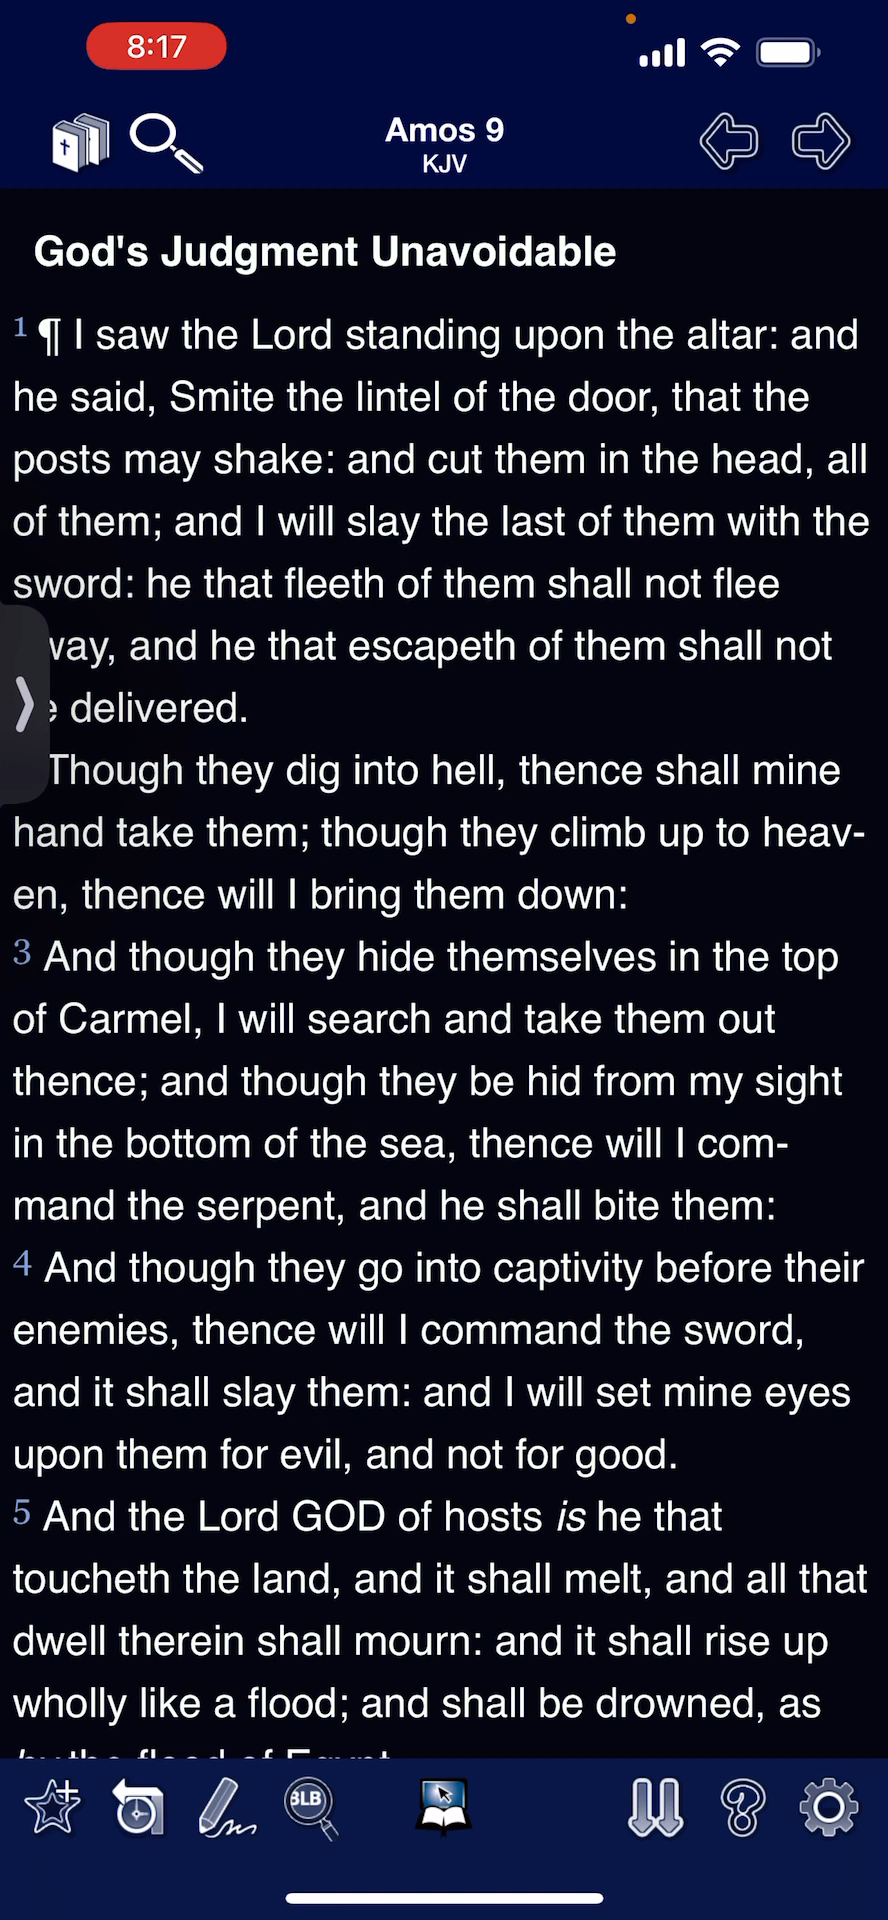 8:17
Amos 9
KJV
God's Judgment Unavoidable
1 ¶ I saw the Lord standing upon the altar: and
he said, Smite the lintel of the door, that the
posts may shake: and cut them in the head, all
of them; and I will slay the last of them with the
sword: he that fleeth of them shall not flee
way, and he that escapeth of them shall not
e delivered.
Though they dig into hell, thence shall mine
hand take them; though they climb up to heav-
en, thence will I bring them down:
3 And though they hide themselves in the top
of Carmel, I will search and take them out
thence; and though they be hid from my sight
in the bottom of the sea, thence will I com-
mand the serpent, and he shall bite them:
4 And though they go into captivity before their
enemies, thence will I command the sword,
and it shall slay them: and I will set mine eyes
upon them for evil, and not for good.
5 And the Lord GOD of hosts is he that
toucheth the land, and it shall melt, and all that
dwell therein shall mourn: and it shall rise up
wholly like a flood; and shall be drowned, as
by the flood of Egypt.
BLB